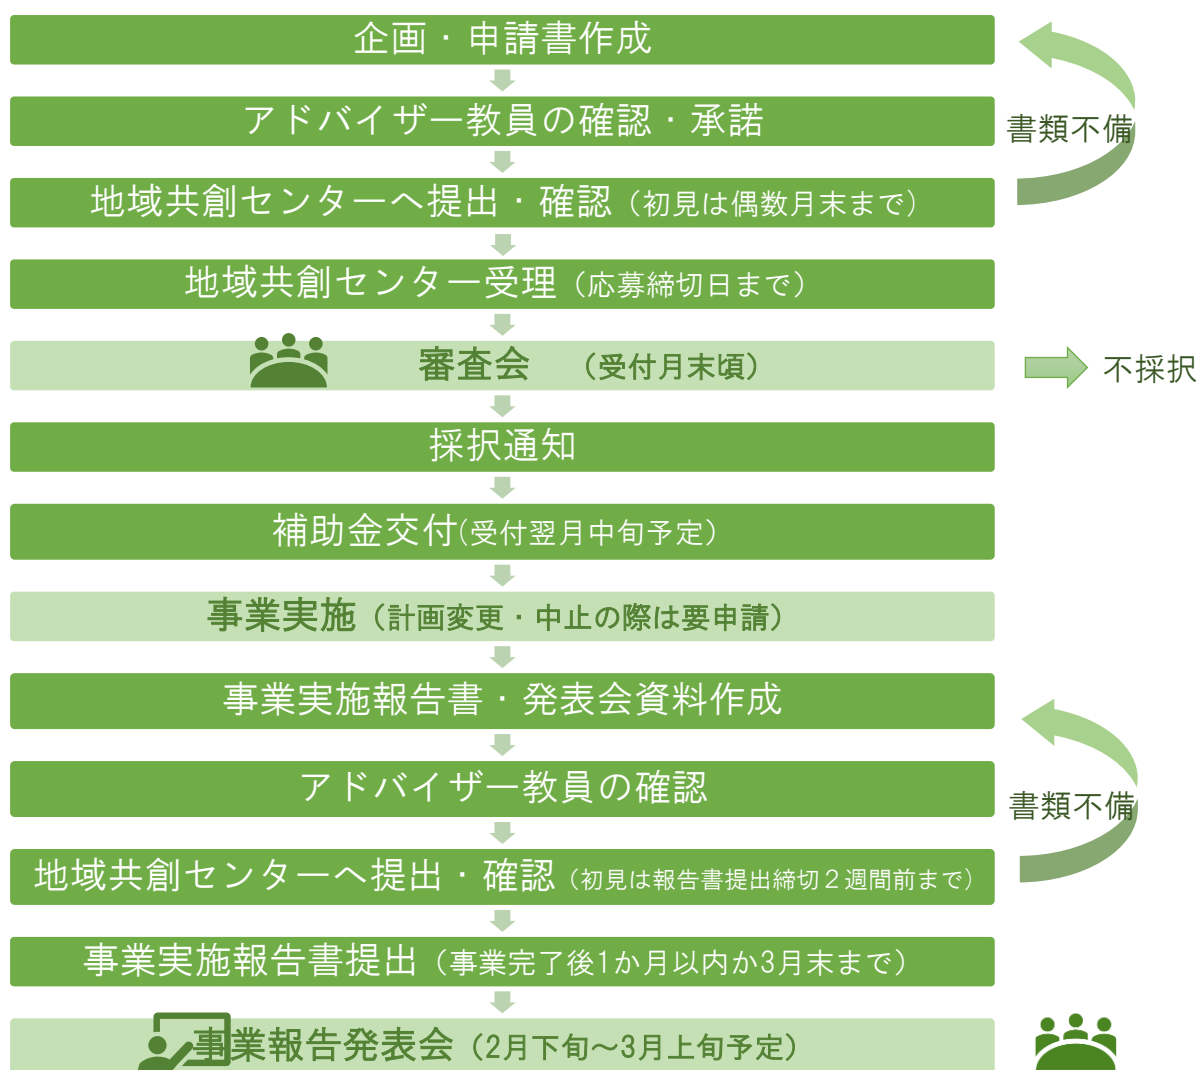 企画・申請書作成
アドバイザー教員の確認・承諾
書類不備
地域共創センターへ提出・確認（初見は偶数月末まで）
地域共創センター受理（応募締切日まで）
審査会　（受付月末頃）
不採択
採択通知
補助金交付(受付翌月中旬予定）
事業実施（計画変更・中止の際は要申請）
事業実施報告書・発表会資料作成
アドバイザー教員の確認
書類不備
地域共創センターへ提出・確認（初見は報告書提出締切２週間前まで）
事業実施報告書提出（事業完了後1か月以内か3月末まで）
事業報告発表会（2月下旬～3月上旬予定）